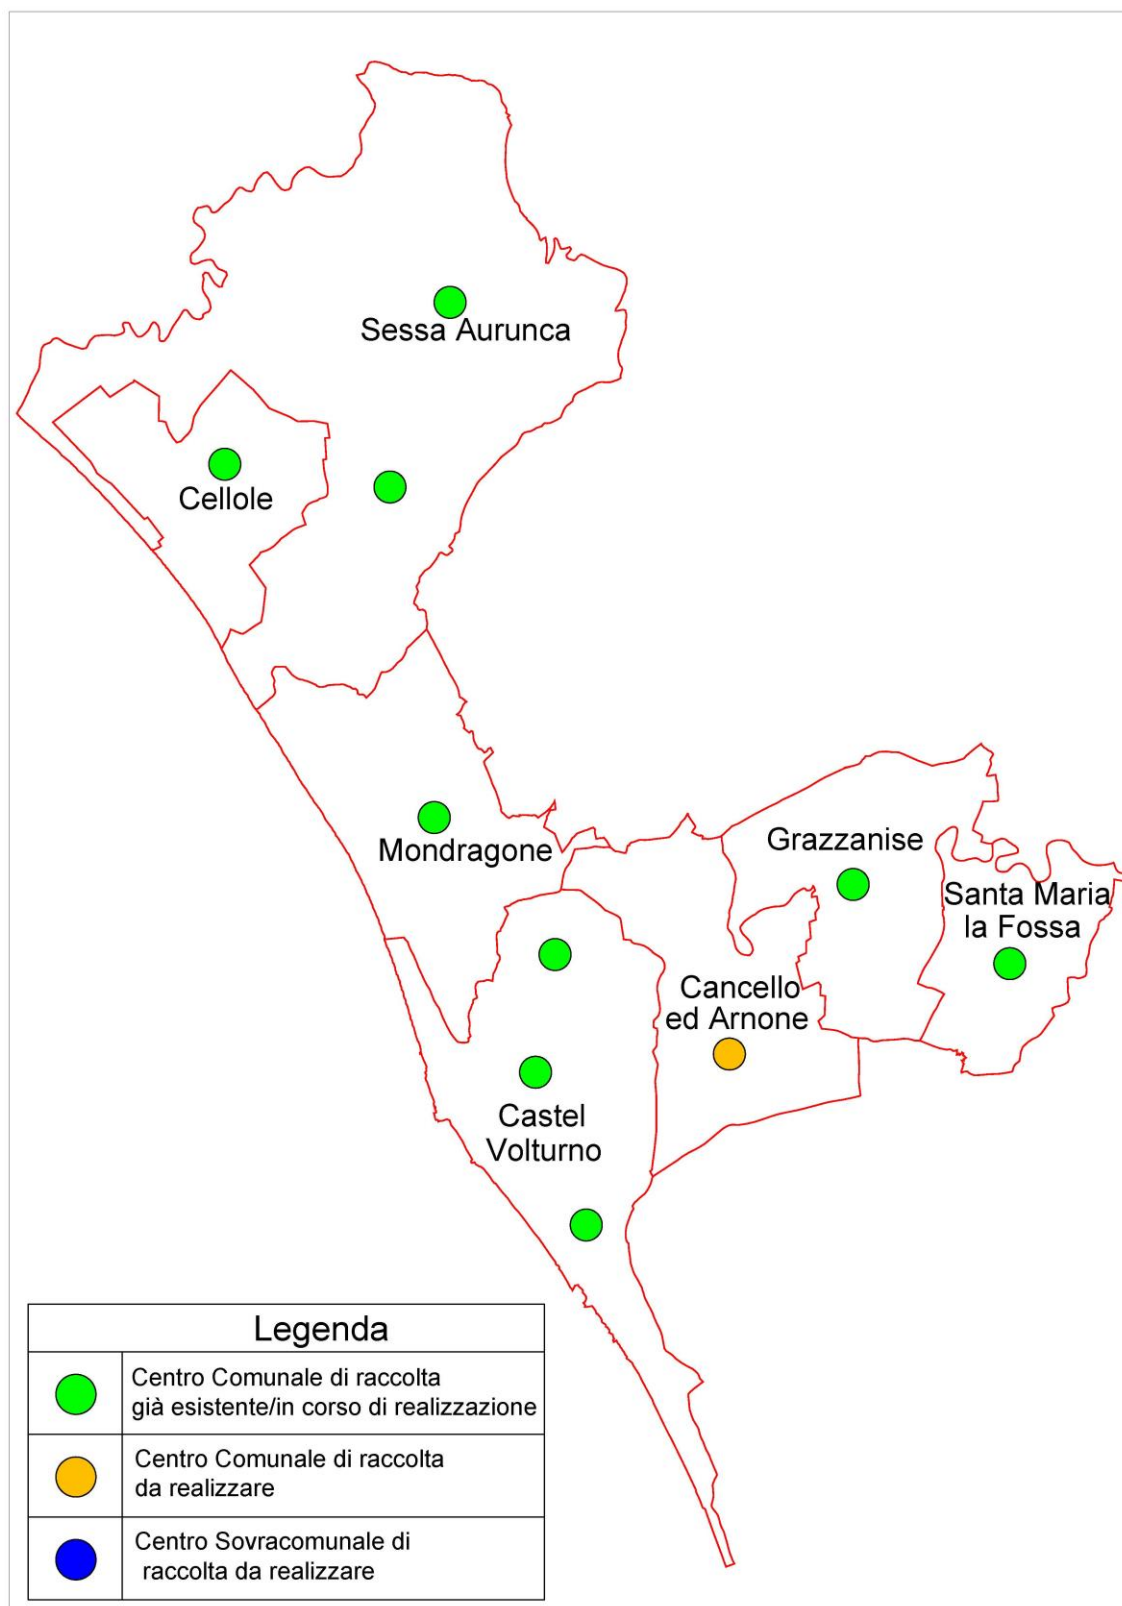 Sessa Aurunca
Cellole
Mondragone
Grazzanise
Santa Maria
la Fossa
Cancello
ed Arnone
Castel
Volturno
Legenda
Centro Comunale di raccolta
già esistente/in corso di realizzazione
Centro Comunale di raccolta
da realizzare
Centro Sovracomunale di
raccolta da realizzare